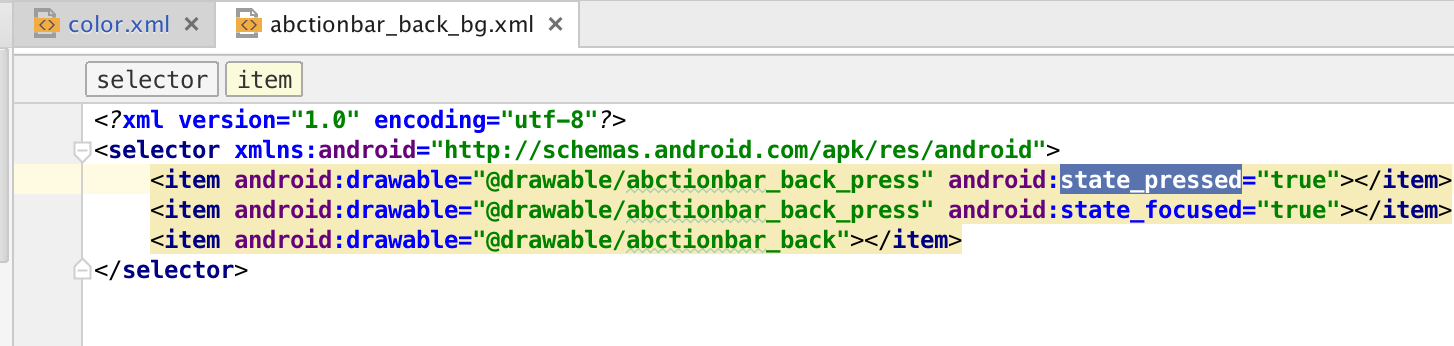 color.xml abctionbar_back_bg.xml
selector item
<?xml version="1.0" encoding="utf-8"?>
<selector xmlns:android="http://schemas.android.com/apk/res/android">
<item android:drawable="@drawable/abctionbar_back_press" android:state_pressed="true"></item>
<item android:drawable="@drawable/abctionbar_back_press" android:state_focused="true"></item>
<item android:drawable="@drawable/abctionbar_back"></item>
</selector>